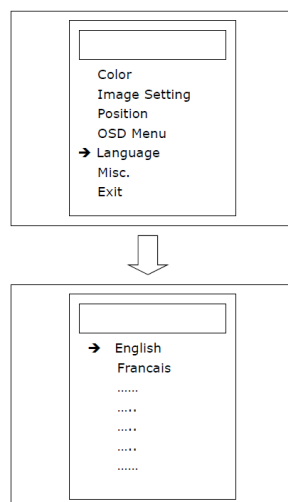 Color
Image Setting
Position
OSD Menu
➔ Language
Misc.
Exit
➔ English
Francais
......
.....
.....
.....
......